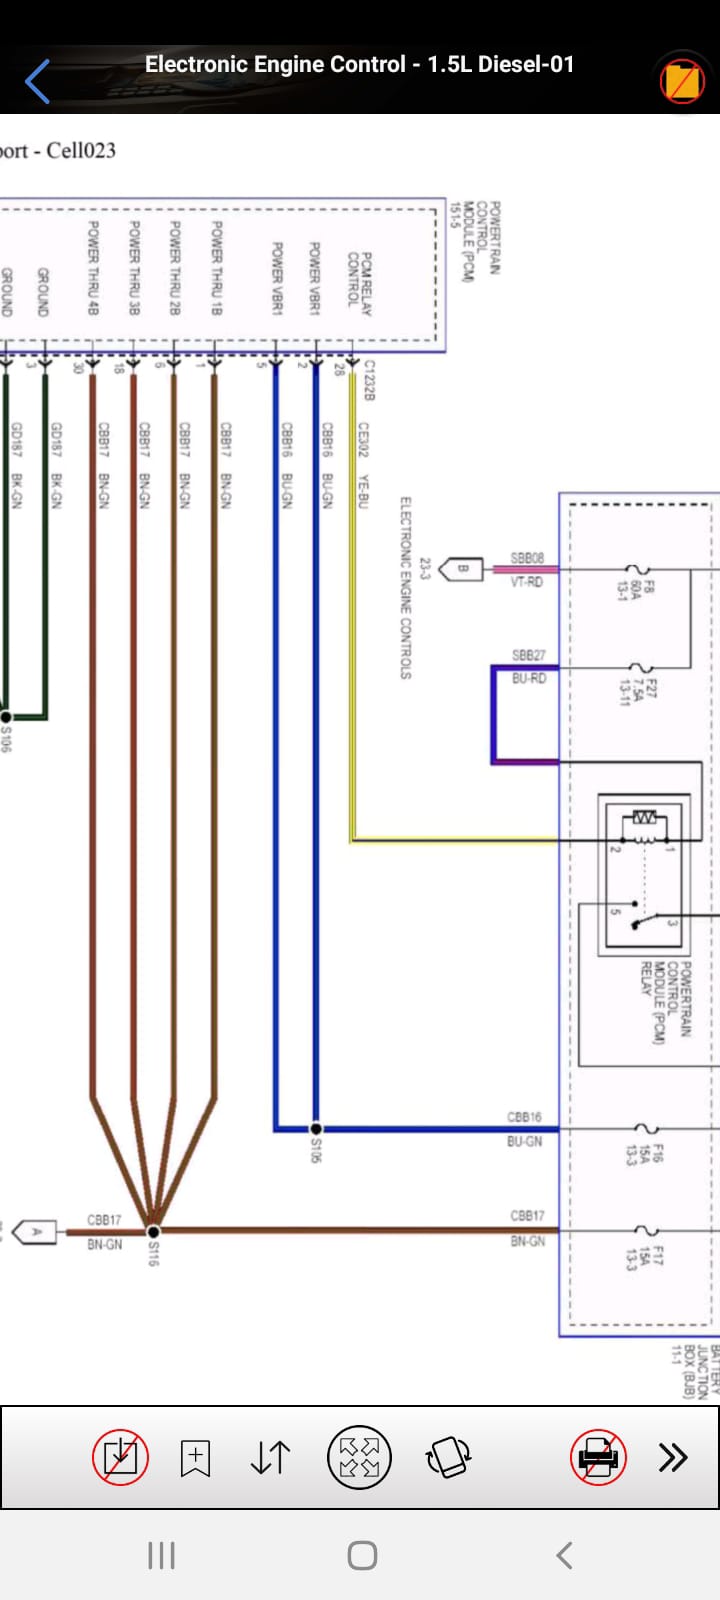 Electronic Engine Control - 1.5L Diesel-01
port - Cell023
POWERTRAIN
CONTROL
MODULE (PCM)
151-5
PCM RELAY
CONTROL
POWER VBR1
POWER VBR1
POWER THRU 1B
POWER THRU 2B
POWER THRU 3B
POWER THRU 4B
GROUND
GROUND
C1232B
28
2
5
1
6
18
30
3
CE302 YE-BU
CBB16 BU-GN
CBB16 BU-GN
CBB17 BN-GN
CBB17 BN-GN
CBB17 BN-GN
CBB17 BN-GN
GD187 BK-GN
GD187 BK-GN
ELECTRONIC ENGINE CONTROLS
23-3
B
SBB08
VT-RD
F8
60A
13-1
SBB27
BU-RD
F27
7.5A
13-11
S106
1
2
3
5
POWERTRAIN
CONTROL
MODULE (PCM)
RELAY
CBB16
BU-GN
S105
F16
15A
13-3
CBB17
BN-GN
F17
15A
13-3
CBB17
BN-GN
S116
A
BATTERY
JUNCTION
BOX (BJB)
11-1